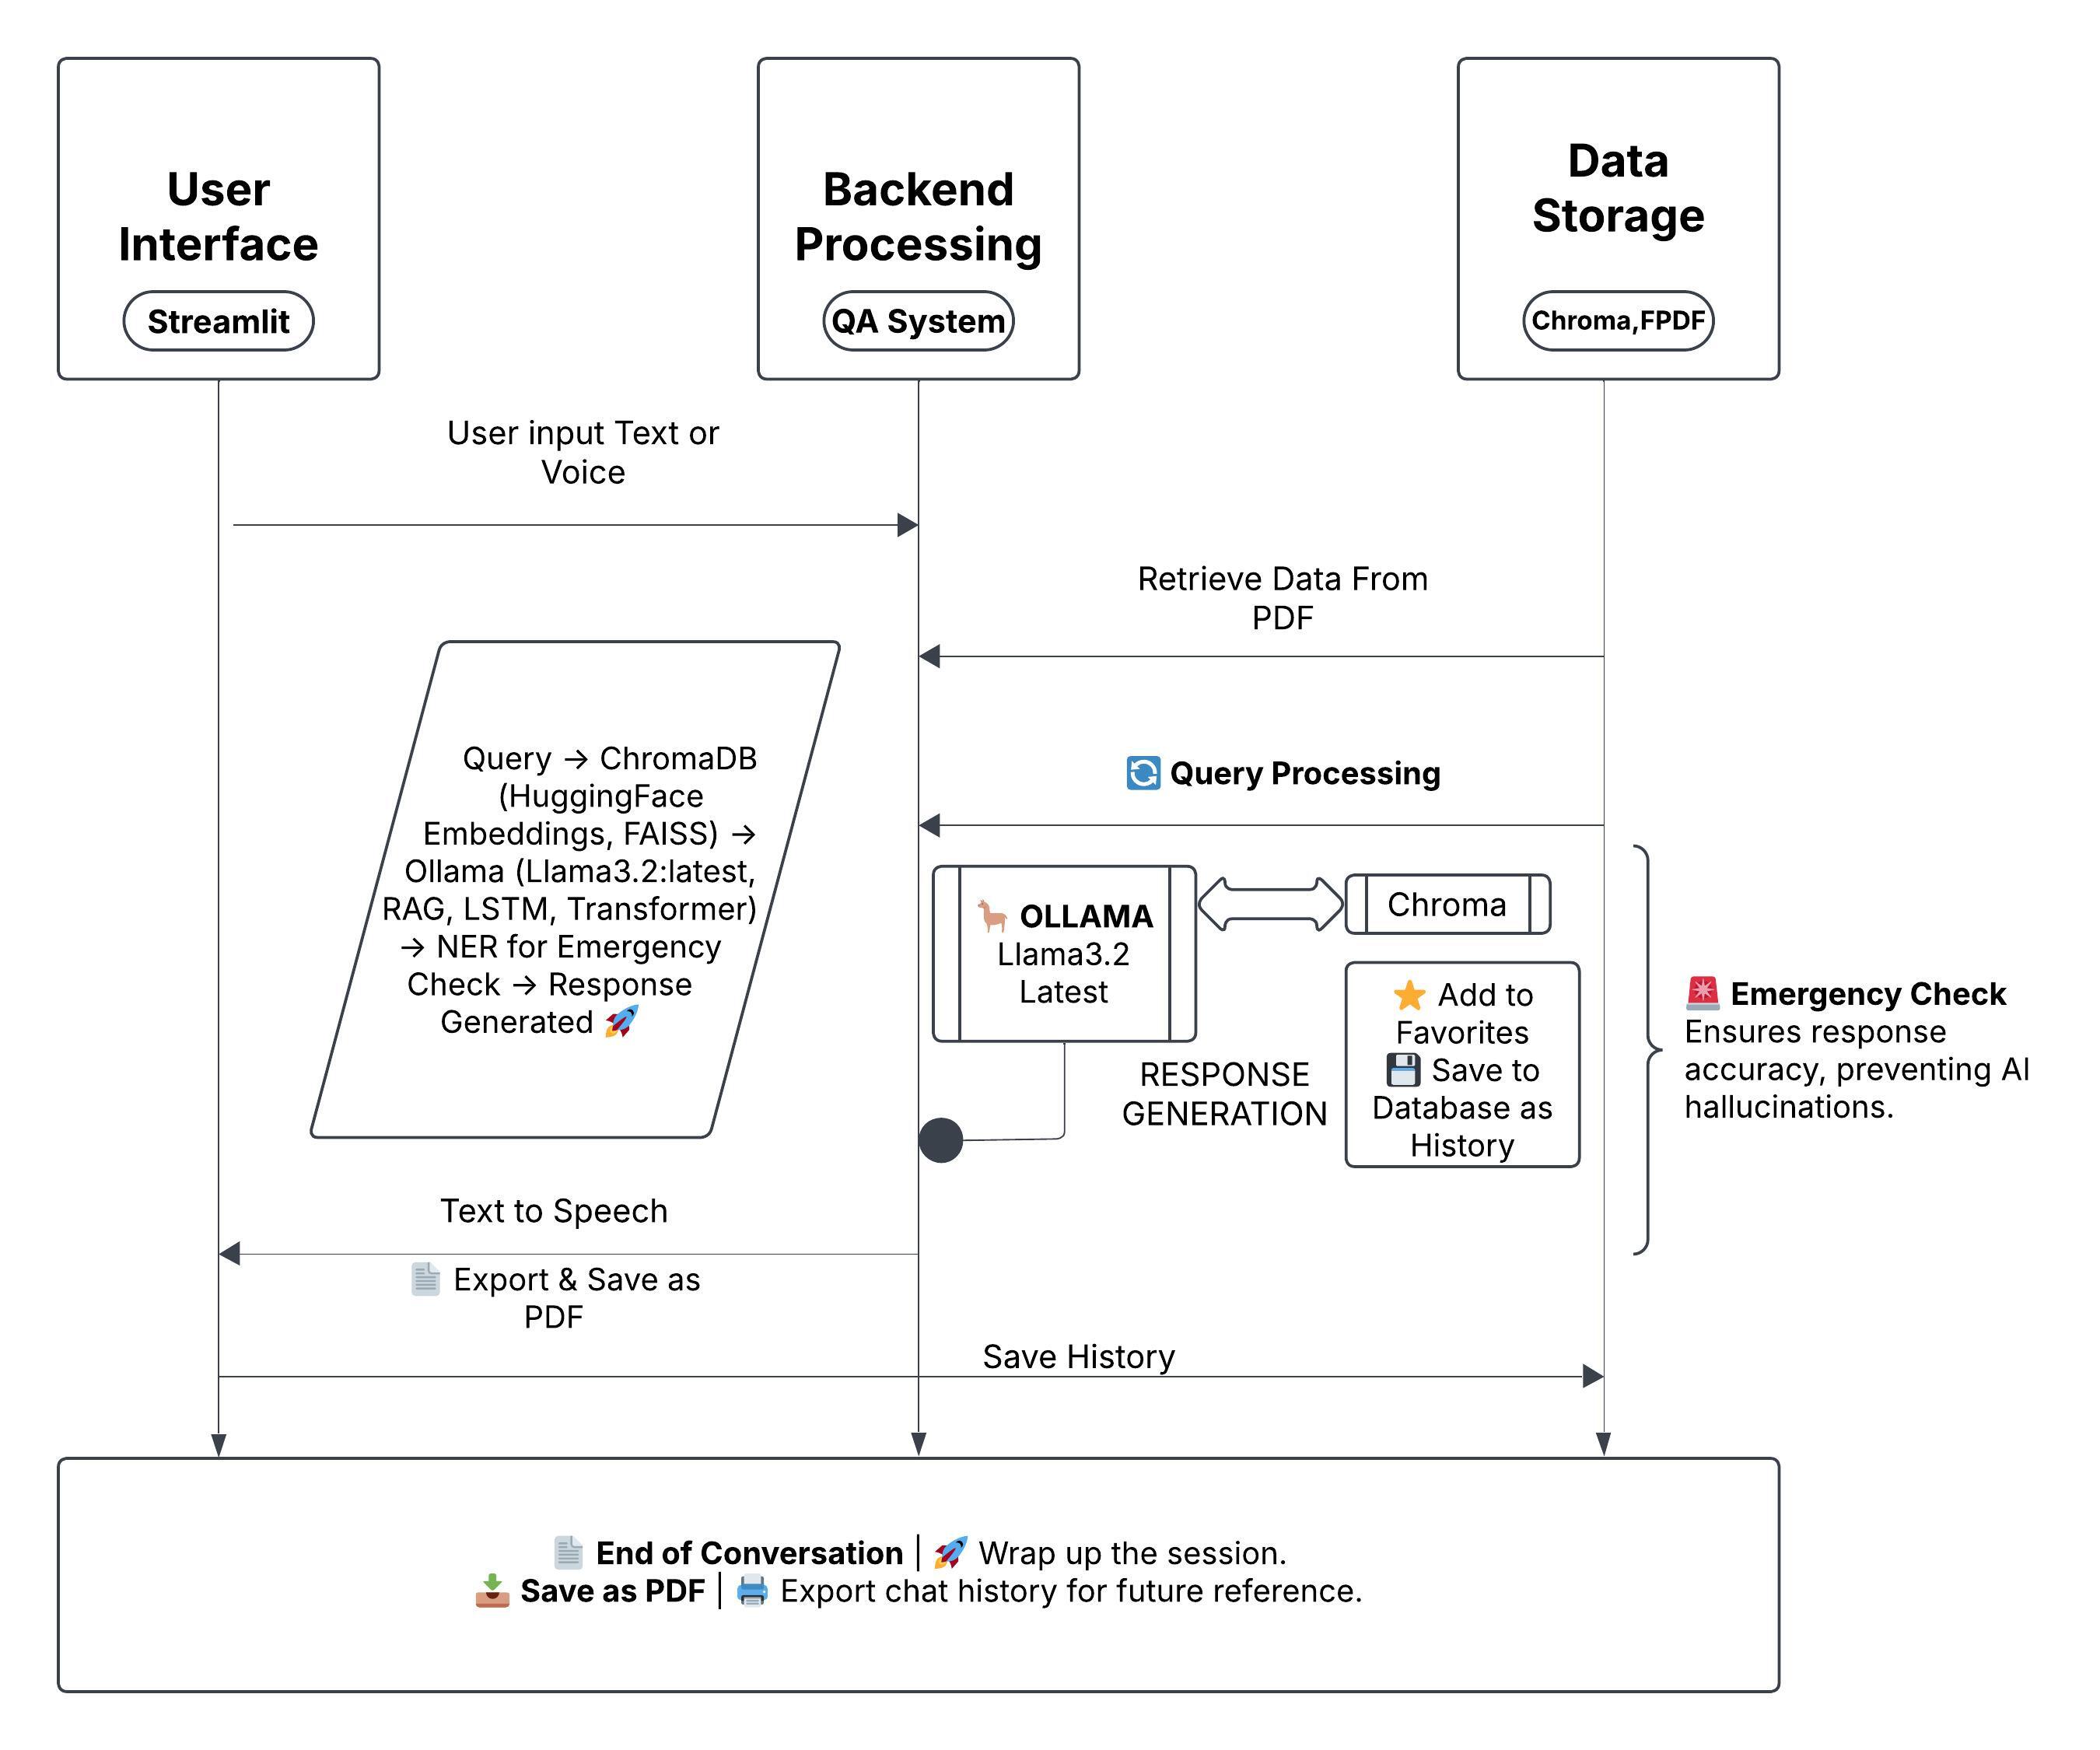 User
Interface
Streamlit
Backend
Processing
QA System
Data
Storage
Chroma,FPDF
User input Text or
Voice
Retrieve Data From
PDF
Query → ChromaDB
(HuggingFace
Embeddings, FAISS) →
Ollama (Llama3.2:latest,
RAG, LSTM, Transformer)
→ NER for Emergency
Check → Response
Generated 🚀
🔄 Query Processing
🦙 OLLAMA
Llama3.2
Latest
Chroma
⭐ Add to
Favorites
💾 Save to
Database as
History
RESPONSE
GENERATION
🚨 Emergency Check
Ensures response
accuracy, preventing AI
hallucinations.
Text to Speech
📄 Export & Save as
PDF
Save History
📄 End of Conversation | 🚀 Wrap up the session.
📥 Save as PDF | 🖨️ Export chat history for future reference.